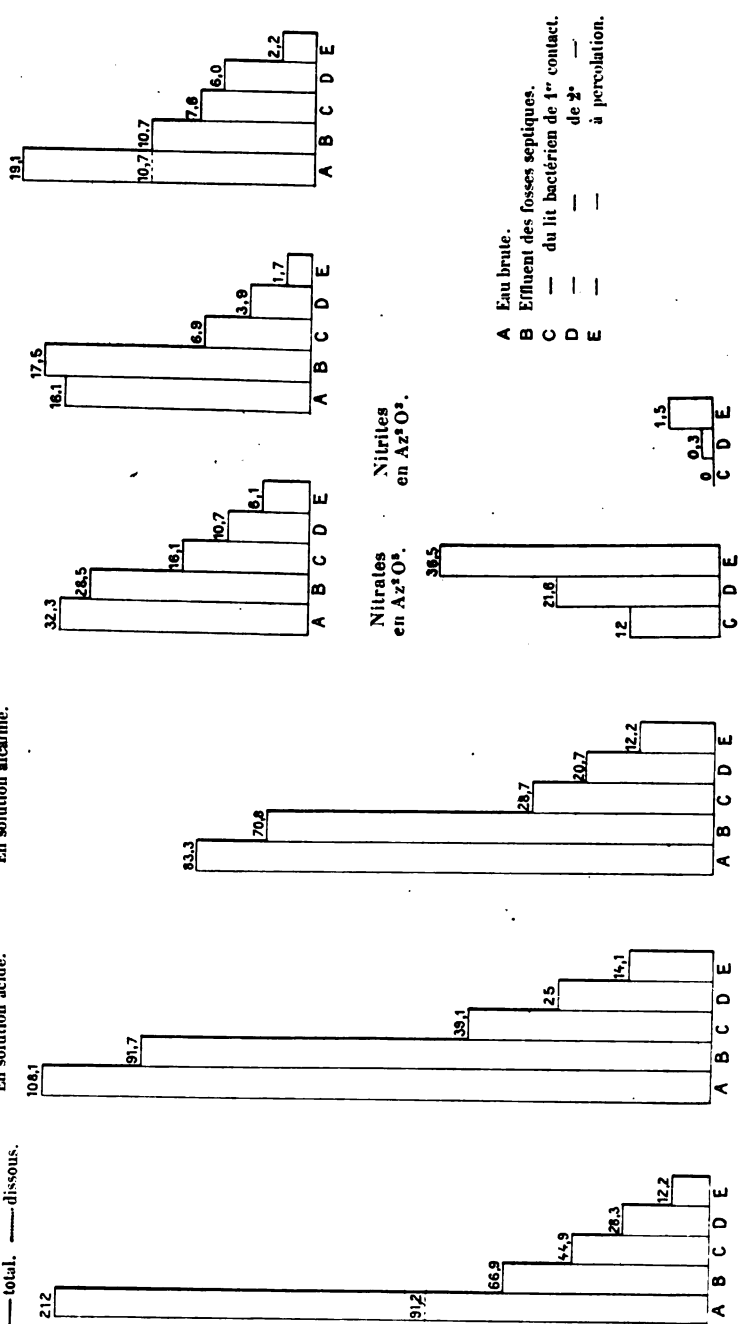 — total. — dissous.
En solution acide.
En solution alcaline.
212
91,2
66,9
44,9
28,3
12,2
A B C D E
108,1
91,7
39,1
25
14,1
A B C D E
83,3
70,8
28,7
20,7
12,2
A B C D E
32,3
28,5
16,1
10,7
6,1
A B C D E
16,1
17,5
6,9
3,9
1,7
A B C D E
19,1
10,7
10,7
7,6
6,0
2,2
A B C D E
Nitrates
en Az²O⁵.
12
21,6
36,5
C D E
Nitrites
en Az²O³.
0
0,3
1,5
C D E
A Eau brute.
B Effluent des fosses septiques.
C — du lit bactérien de 1er contact.
D — — de 2e —
E — — à percolation.